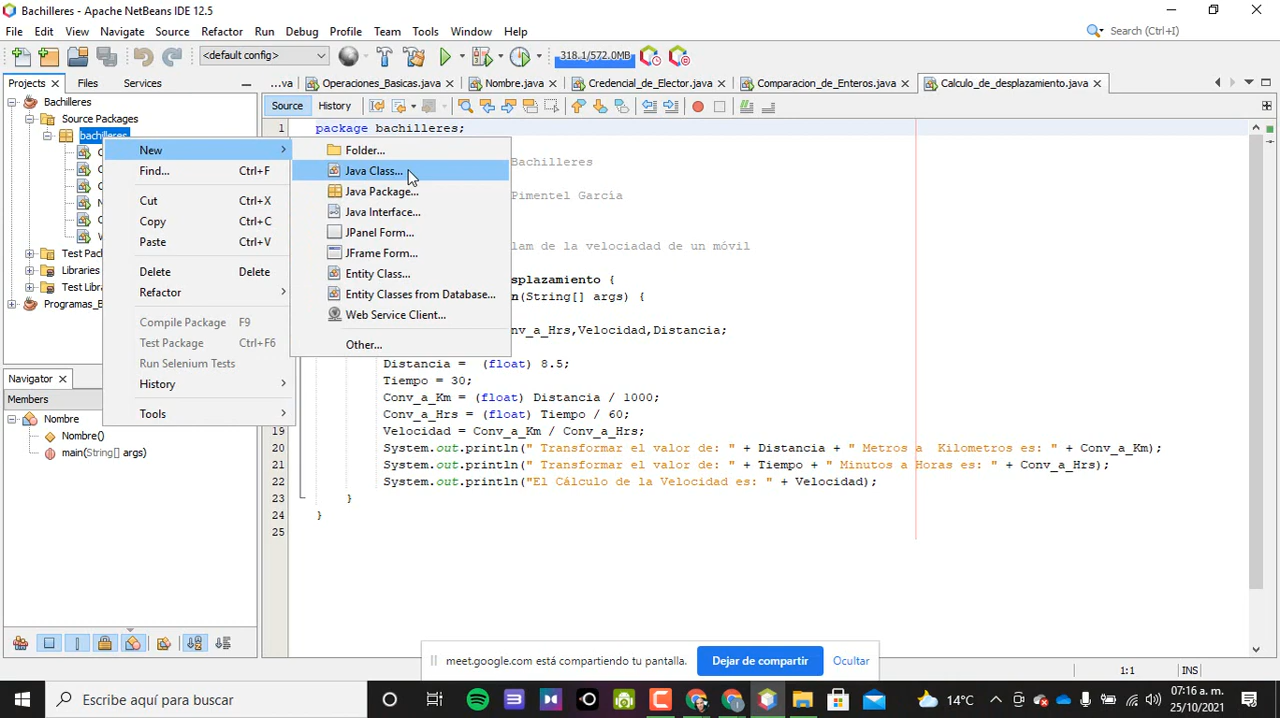 Bachilleres - Apache NetBeans IDE 12.5
File Edit View Navigate Source Refactor Run Debug Profile Team Tools Window Help
Search (Ctrl+I)
<default config>
318.1/572.0MB
Projects Files Services
...va Operaciones_Basicas.java Nombre.java Credencial_de_Elector.java Comparacion_de_Enteros.java Calculo_de_desplazamiento.java
Source History
Bachilleres
Source Packages
bachilleres
Test Pac
Libraries
Test Libr
Programas_B
New
Find... Ctrl+F
Cut Ctrl+X
Copy Ctrl+C
Paste Ctrl+V
Delete Delete
Refactor
Compile Package F9
Test Package Ctrl+F6
Run Selenium Tests
History
Tools
Folder...
Java Class...
Java Package...
Java Interface...
JPanel Form...
JFrame Form...
Entity Class...
Entity Classes from Database...
Web Service Client...
Other...
Navigator
Members
Nombre
Nombre()
main(String[] args)
1 package bachilleres;
Bachilleres
Pimentel García
lam de la velociadad de un móvil
splazamiento {
n(String[] args) {
nv_a_Hrs,Velocidad,Distancia;
Distancia = (float) 8.5;
Tiempo = 30;
Conv_a_Km = (float) Distancia / 1000;
Conv_a_Hrs = (float) Tiempo / 60;
19 Velocidad = Conv_a_Km / Conv_a_Hrs;
20 System.out.println(" Transformar el valor de: " + Distancia + " Metros a  Kilometros es: " + Conv_a_Km);
21 System.out.println(" Transformar el valor de: " + Tiempo + " Minutos a Horas es: " + Conv_a_Hrs);
22 System.out.println("El Cálculo de la Velocidad es: " + Velocidad);
23 }
24 }
25
meet.google.com está compartiendo tu pantalla. Dejar de compartir Ocultar
1:1 INS
Escribe aquí para buscar
14°C
07:16 a. m.
25/10/2021